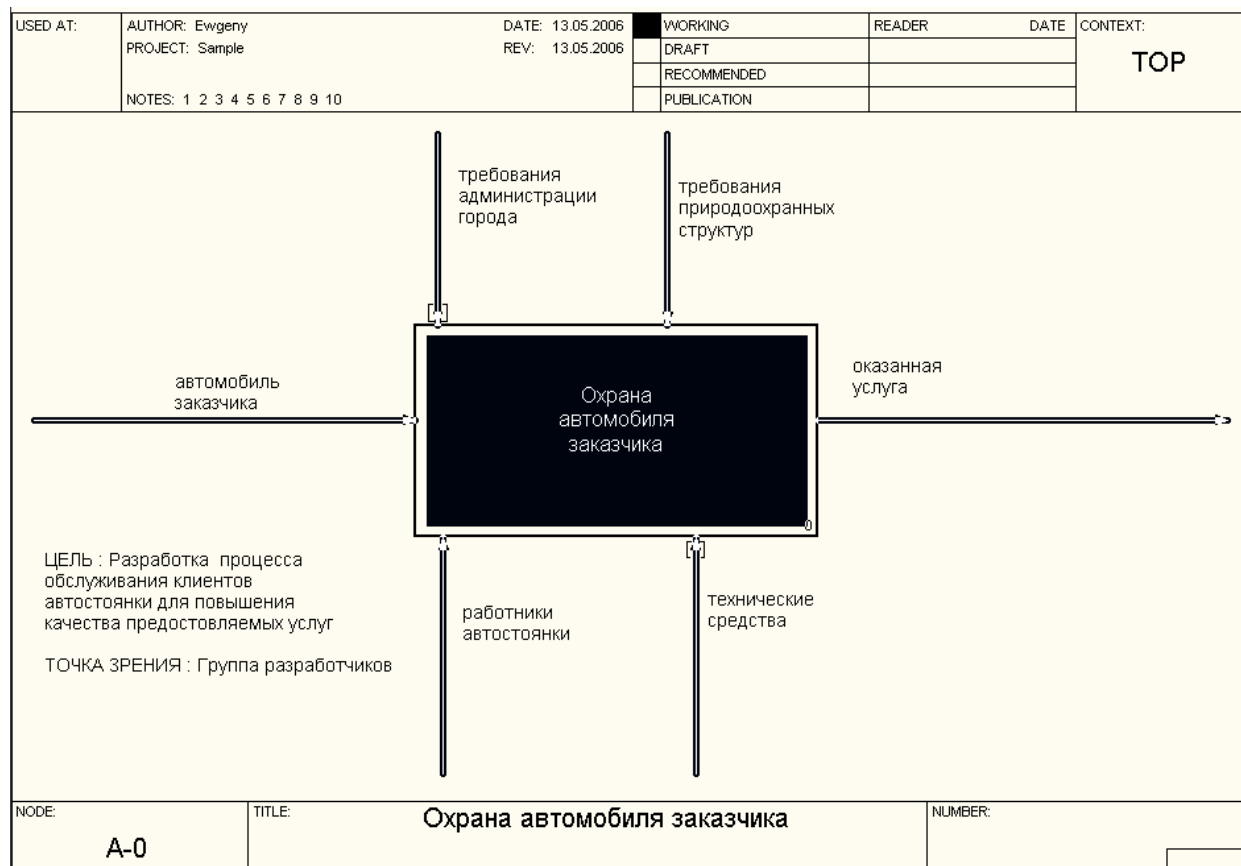 USED AT:
AUTHOR: Ewgeny
DATE: 13.05.2006
PROJECT: Sample
REV: 13.05.2006
NOTES: 1 2 3 4 5 6 7 8 9 10
WORKING
DRAFT
RECOMMENDED
PUBLICATION
READER
DATE
CONTEXT:
TOP
требования
администрации
города
требования
природоохранных
структур
автомобиль
заказчика
Охрана
автомобиля
заказчика
0
оказанная
услуга
ЦЕЛЬ : Разработка процесса
обслуживания клиентов
автостоянки для повышения
качества предостовляемых услуг
ТОЧКА ЗРЕНИЯ : Группа разработчиков
работники
автостоянки
технические
средства
NODE:
A-0
TITLE:
Охрана автомобиля заказчика
NUMBER: